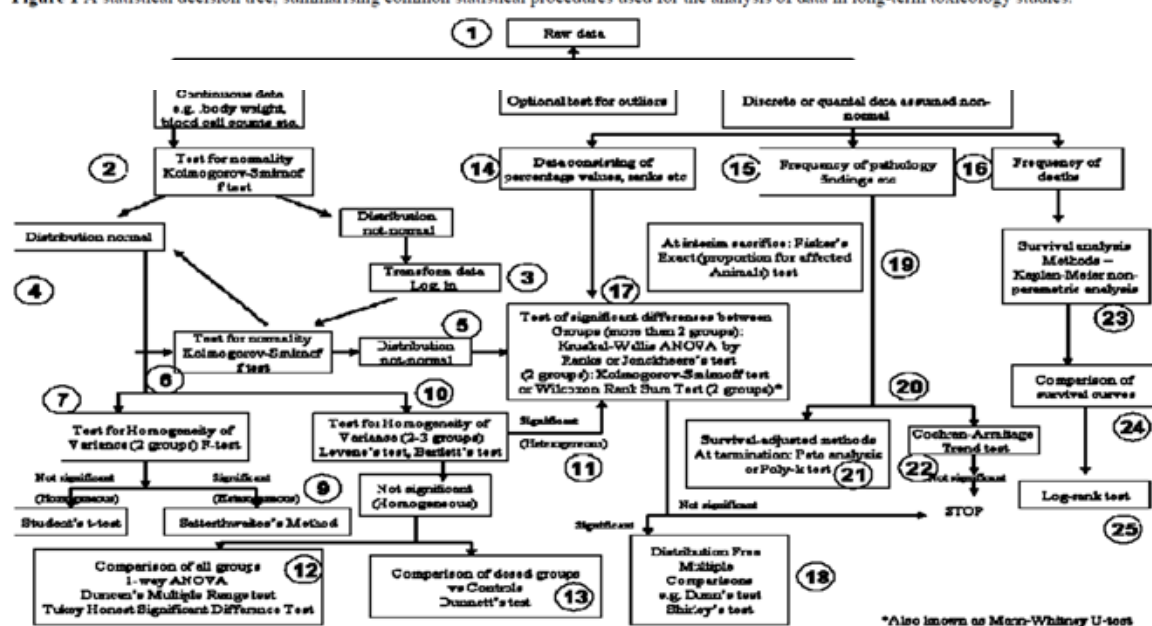 Figure 1 A statistical decision tree, summarising common statistical procedures used for the analysis of data in long-term toxicology studies.
1
Raw data
Continuous data
e.g. body weight,
blood cell counts etc.
Optional test for outliers
Discrete or quantal data assumed non-
normal
2
Test for normality
Kolmogorov-Smirnof
f test
14
Data consisting of
percentage values, ranks etc
15
Frequency of pathology
findings etc
16
Frequency of
deaths
Distribution normal
Distribution
not-normal
At interim sacrifice: Fisher's
Exact (proportion for affected
Animals) test
19
Survival analysis
Methods –
Kaplan-Meier non-
parametric analysis
4
Transform data
Log, ln
3
17
23
5
Test for normality
Kolmogorov-Smirnof
f test
Distribution
not-normal
Test of significant differences between
Groups (more than 2 groups):
Kruskal-Wallis ANOVA by
Ranks or Jonckheere's test
(2 groups): Kolmogorov-Smirnoff test
or Wilcoxon Rank Sum Test (2 groups)*
6
7
10
20
Comparison of
survival curves
24
Test for Homogeneity of
Variance (2 groups) F-test
Test for Homogeneity of
Variance (2-3 groups)
Levene's test, Bartlett's test
Significant
(Heterogeneous)
11
Survival-adjusted methods
At termination: Peto analysis
or Poly-k test
21
Cochran-Armitage
Trend test
22
Not significant
STOP
Not significant
(Homogeneous)
Significant
(Heterogeneous)
9
Not significant
(Homogeneous)
Log-rank test
25
Student's t-test
Satterthwaite's Method
Significant
Not significant
Comparison of all groups
1-way ANOVA
Duncan's Multiple Range test
Tukey Honest Significant Difference Test
12
Comparison of dosed groups
vs Controls
Dunnett's test
13
Distribution Free
Multiple
Comparisons
e.g. Dunn's test
Shirley's test
18
*Also known as Mann-Whitney U-test